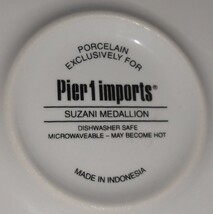 PORCELAIN
EXCLUSIVELY FOR
Pier 1 imports®
SUZANI MEDALLION
DISHWASHER SAFE
MICROWAVEABLE – MAY BECOME HOT
MADE IN INDONESIA